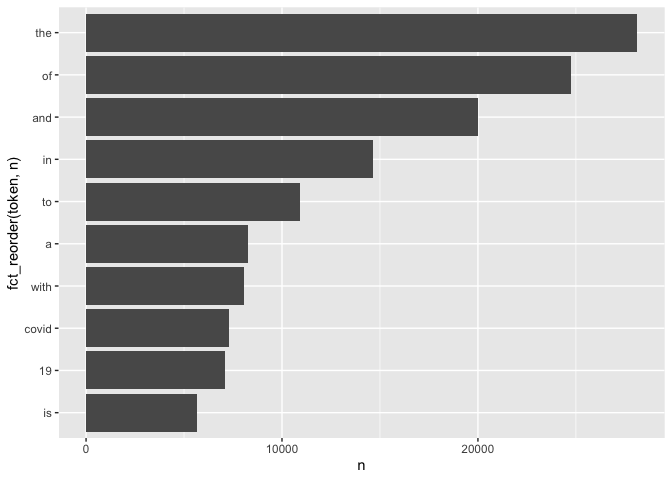 the
of
and
in
to
a
with
covid
19
is
fct_reorder(token, n)
0 10000 20000
n